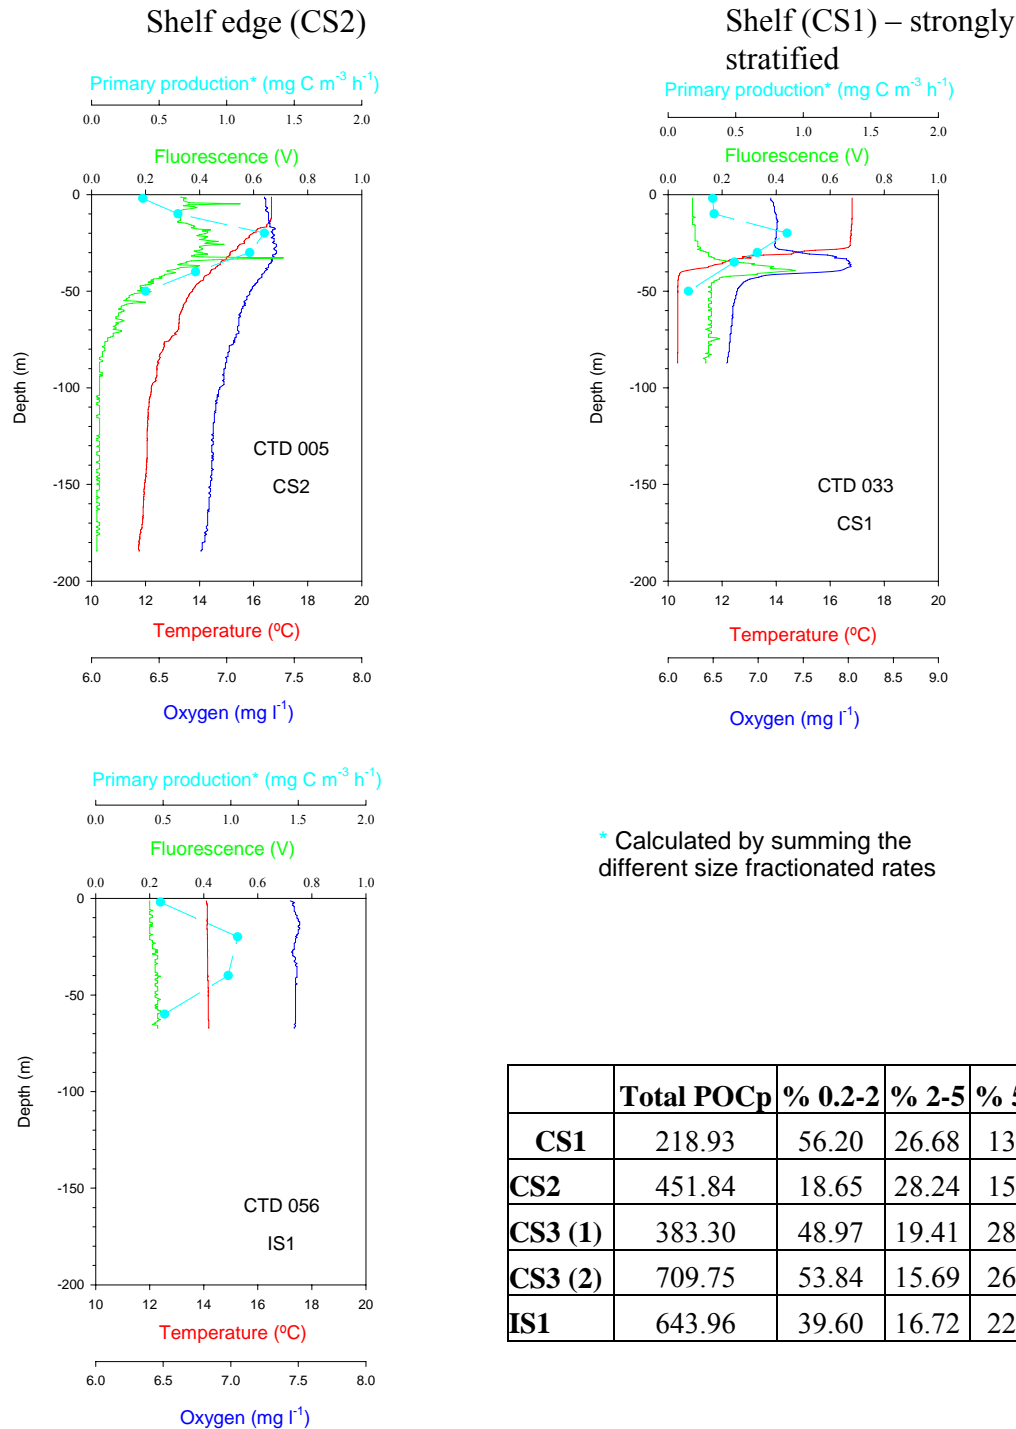 Shelf edge (CS2)
Primary production* (mg C m-3 h-1)
0.0 0.5 1.0 1.5 2.0
Fluorescence (V)
0.0 0.2 0.4 0.6 0.8 1.0
0
-50
-100
-150
-200
Depth (m)
CTD 005
CS2
10 12 14 16 18 20
Temperature (ºC)
6.0 6.5 7.0 7.5 8.0
Oxygen (mg l-1)
Shelf (CS1) – strongly
stratified
Primary production* (mg C m-3 h-1)
0.0 0.5 1.0 1.5 2.0
Fluorescence (V)
0.0 0.2 0.4 0.6 0.8 1.0
0
-50
-100
-150
-200
Depth (m)
CTD 033
CS1
10 12 14 16 18 20
Temperature (ºC)
6.0 6.5 7.0 7.5 8.0 8.5 9.0
Oxygen (mg l-1)
Primary production* (mg C m-3 h-1)
0.0 0.5 1.0 1.5 2.0
Fluorescence (V)
0.0 0.2 0.4 0.6 0.8 1.0
0
-50
-100
-150
-200
Depth (m)
CTD 056
IS1
10 12 14 16 18 20
Temperature (ºC)
6.0 6.5 7.0 7.5 8.0
Oxygen (mg l-1)
* Calculated by summing the
different size fractionated rates
Total POCp % 0.2-2 % 2-5 %
CS1 218.93 56.20 26.68 13
CS2 451.84 18.65 28.24 15
CS3 (1) 383.30 48.97 19.41 28
CS3 (2) 709.75 53.84 15.69 26
IS1 643.96 39.60 16.72 22